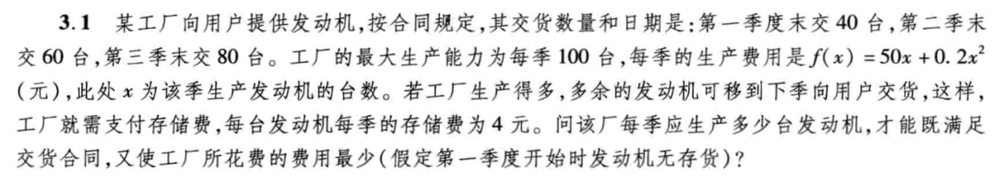 3.1 某工厂向用户提供发动机,按合同规定,其交货数量和日期是:第一季度末交 40 台,第二季末
交 60 台,第三季末交 80 台。工厂的最大生产能力为每季 100 台,每季的生产费用是 f(x) = 50x + 0. 2x²
(元),此处 x 为该季生产发动机的台数。若工厂生产得多,多余的发动机可移到下季向用户交货,这样,
工厂就需支付存储费,每台发动机每季的存储费为 4 元。问该厂每季应生产多少台发动机,才能既满足
交货合同,又使工厂所花费的费用最少(假定第一季度开始时发动机无存货)?